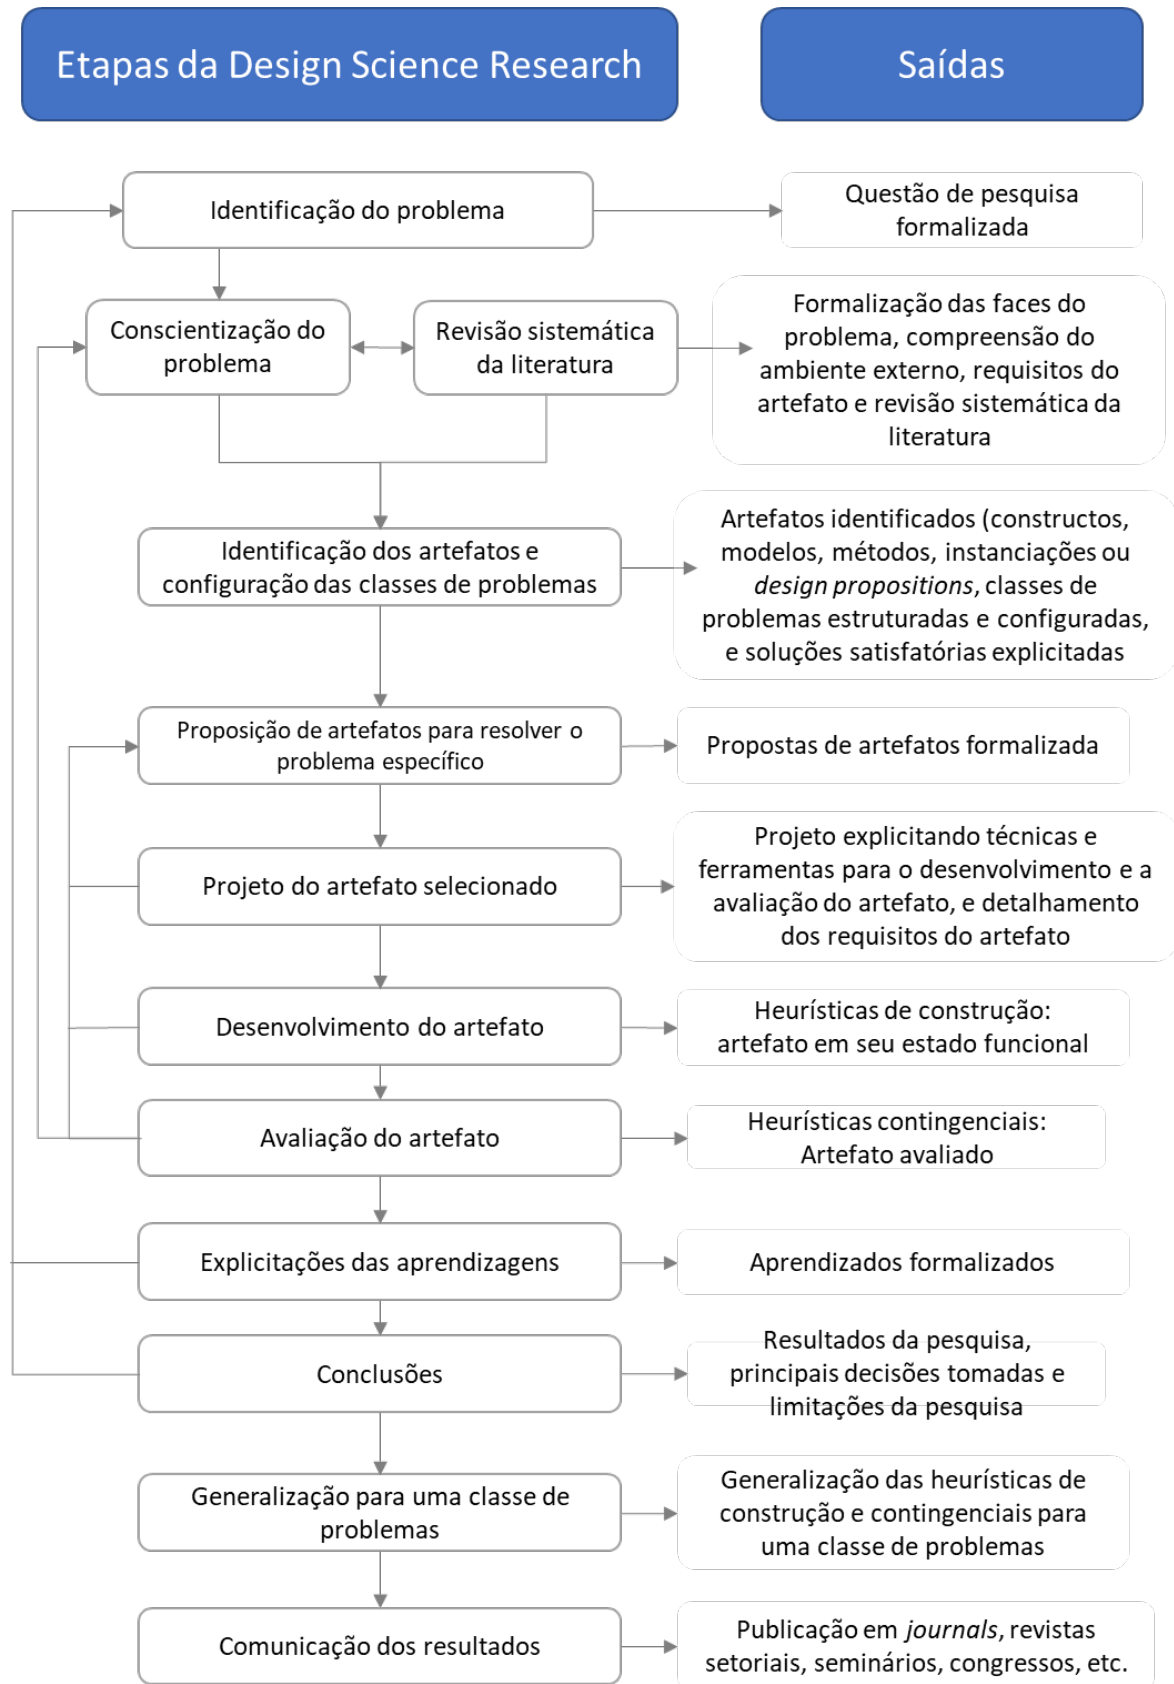 Etapas da Design Science Research
Saídas
Identificação do problema
Questão de pesquisa
formalizada
Conscientização do
problema
Revisão sistemática
da literatura
Formalização das faces do
problema, compreensão do
ambiente externo, requisitos do
artefato e revisão sistemática da
literatura
Identificação dos artefatos e
configuração das classes de problemas
Artefatos identificados (constructos,
modelos, métodos, instanciações ou
design propositions, classes de
problemas estruturadas e configuradas,
e soluções satisfatórias explicitadas
Proposição de artefatos para resolver o
problema específico
Propostas de artefatos formalizada
Projeto do artefato selecionado
Projeto explicitando técnicas e
ferramentas para o desenvolvimento e a
avaliação do artefato, e detalhamento
dos requisitos do artefato
Desenvolvimento do artefato
Heurísticas de construção:
artefato em seu estado funcional
Avaliação do artefato
Heurísticas contingenciais:
Artefato avaliado
Explicitações das aprendizagens
Aprendizados formalizados
Conclusões
Resultados da pesquisa,
principais decisões tomadas e
limitações da pesquisa
Generalização para uma classe de
problemas
Generalização das heurísticas de
construção e contingenciais para
uma classe de problemas
Comunicação dos resultados
Publicação em journals, revistas
setoriais, seminários, congressos, etc.